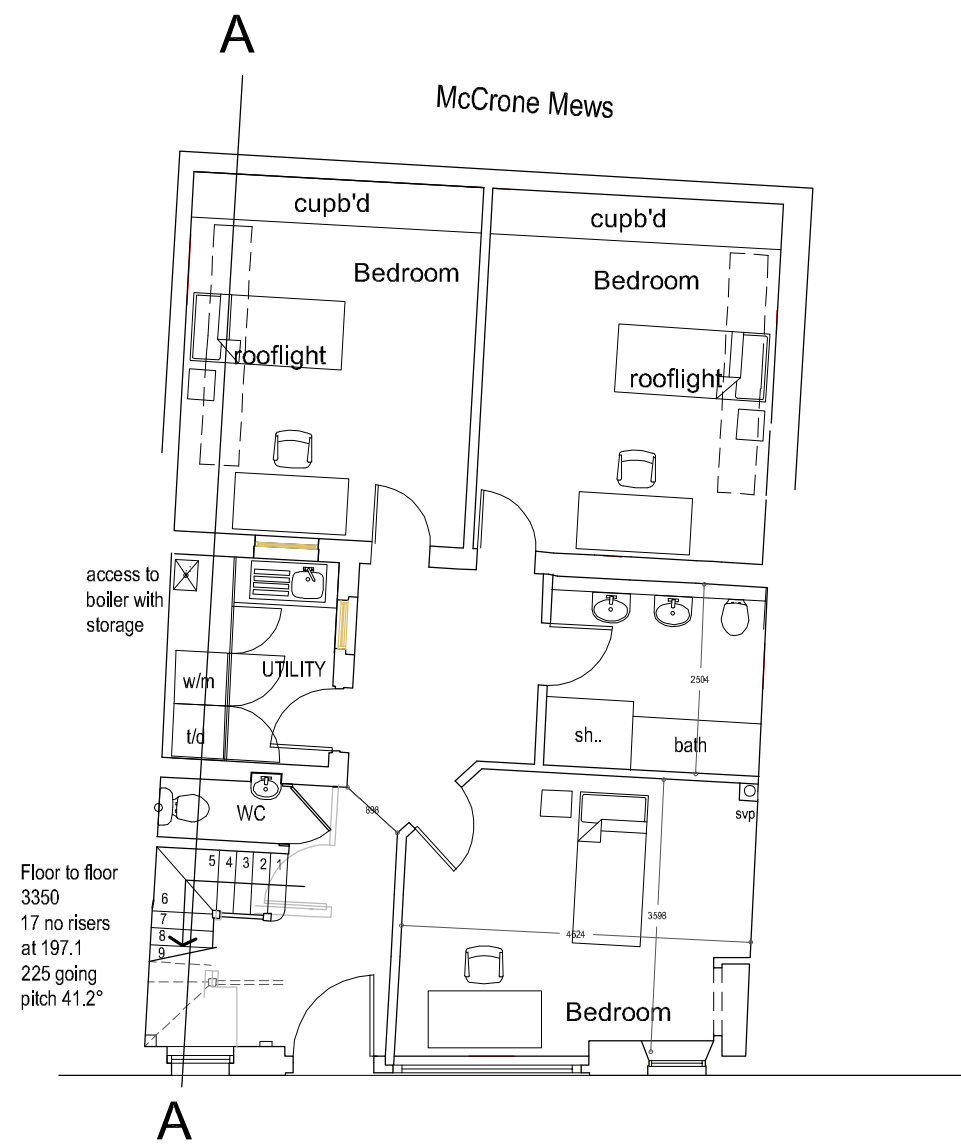 A
McCrone Mews
cupb'd
cupb'd
Bedroom
Bedroom
rooflight
rooflight
access to
boiler with
storage
UTILITY
w/m
t/d
2504
sh..
bath
WC
898
svp
5 4 3 2 1
6
7
8
9
Floor to floor
3350
17 no risers
at 197.1
225 going
pitch 41.2°
3598
4624
Bedroom
A